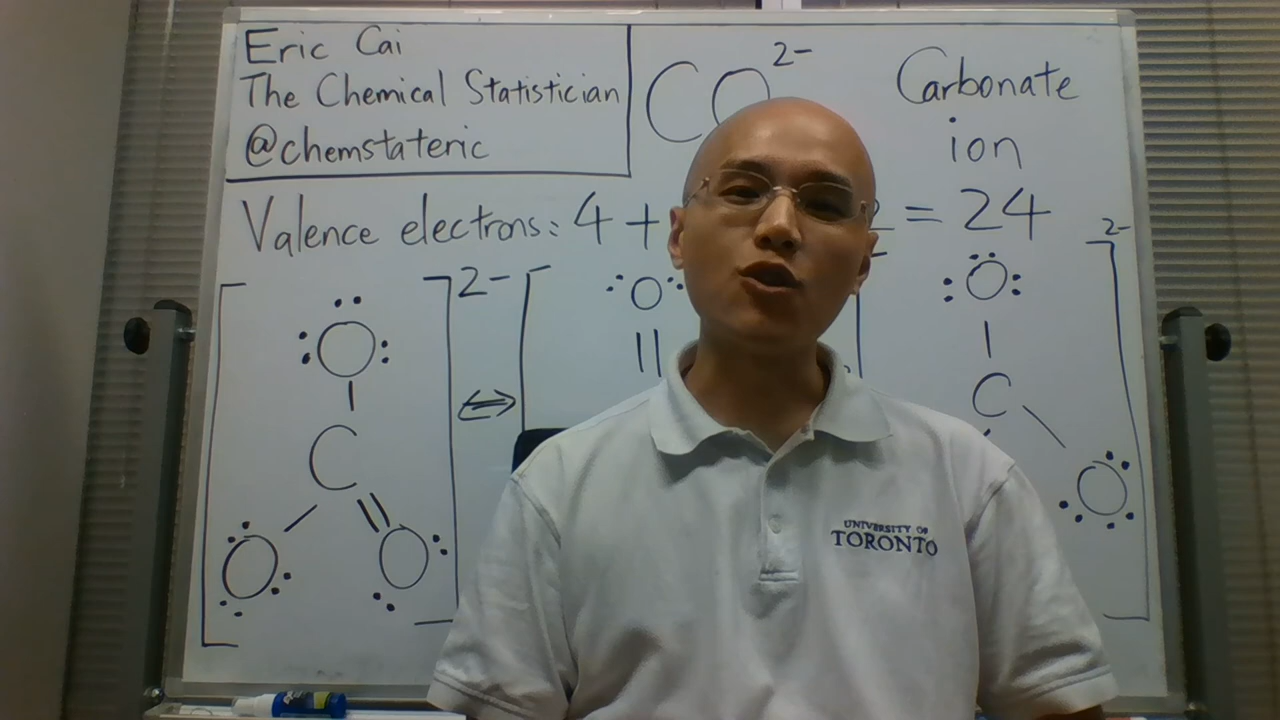 Eric Cai
The Chemical Statistician
@chemstateric
CO 2-
Carbonate
ion
Valence electrons: 4 + = 24
2-
2-
O
O
O
||
C
C
O
O
O
UNIVERSITY OF
TORONTO